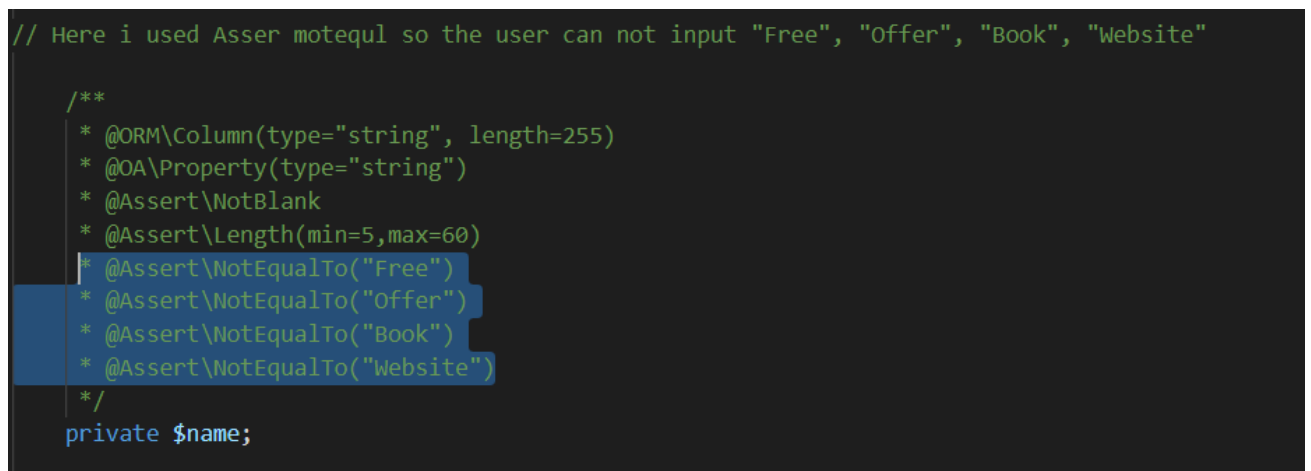 // Here i used Asser motequl so the user can not input "Free", "Offer", "Book", "Website"
/**
* @ORM\Column(type="string", length=255)
* @OA\Property(type="string")
* @Assert\NotBlank
* @Assert\Length(min=5,max=60)
* @Assert\NotEqualTo("Free")
* @Assert\NotEqualTo("Offer")
* @Assert\NotEqualTo("Book")
* @Assert\NotEqualTo("Website")
*/
private $name;